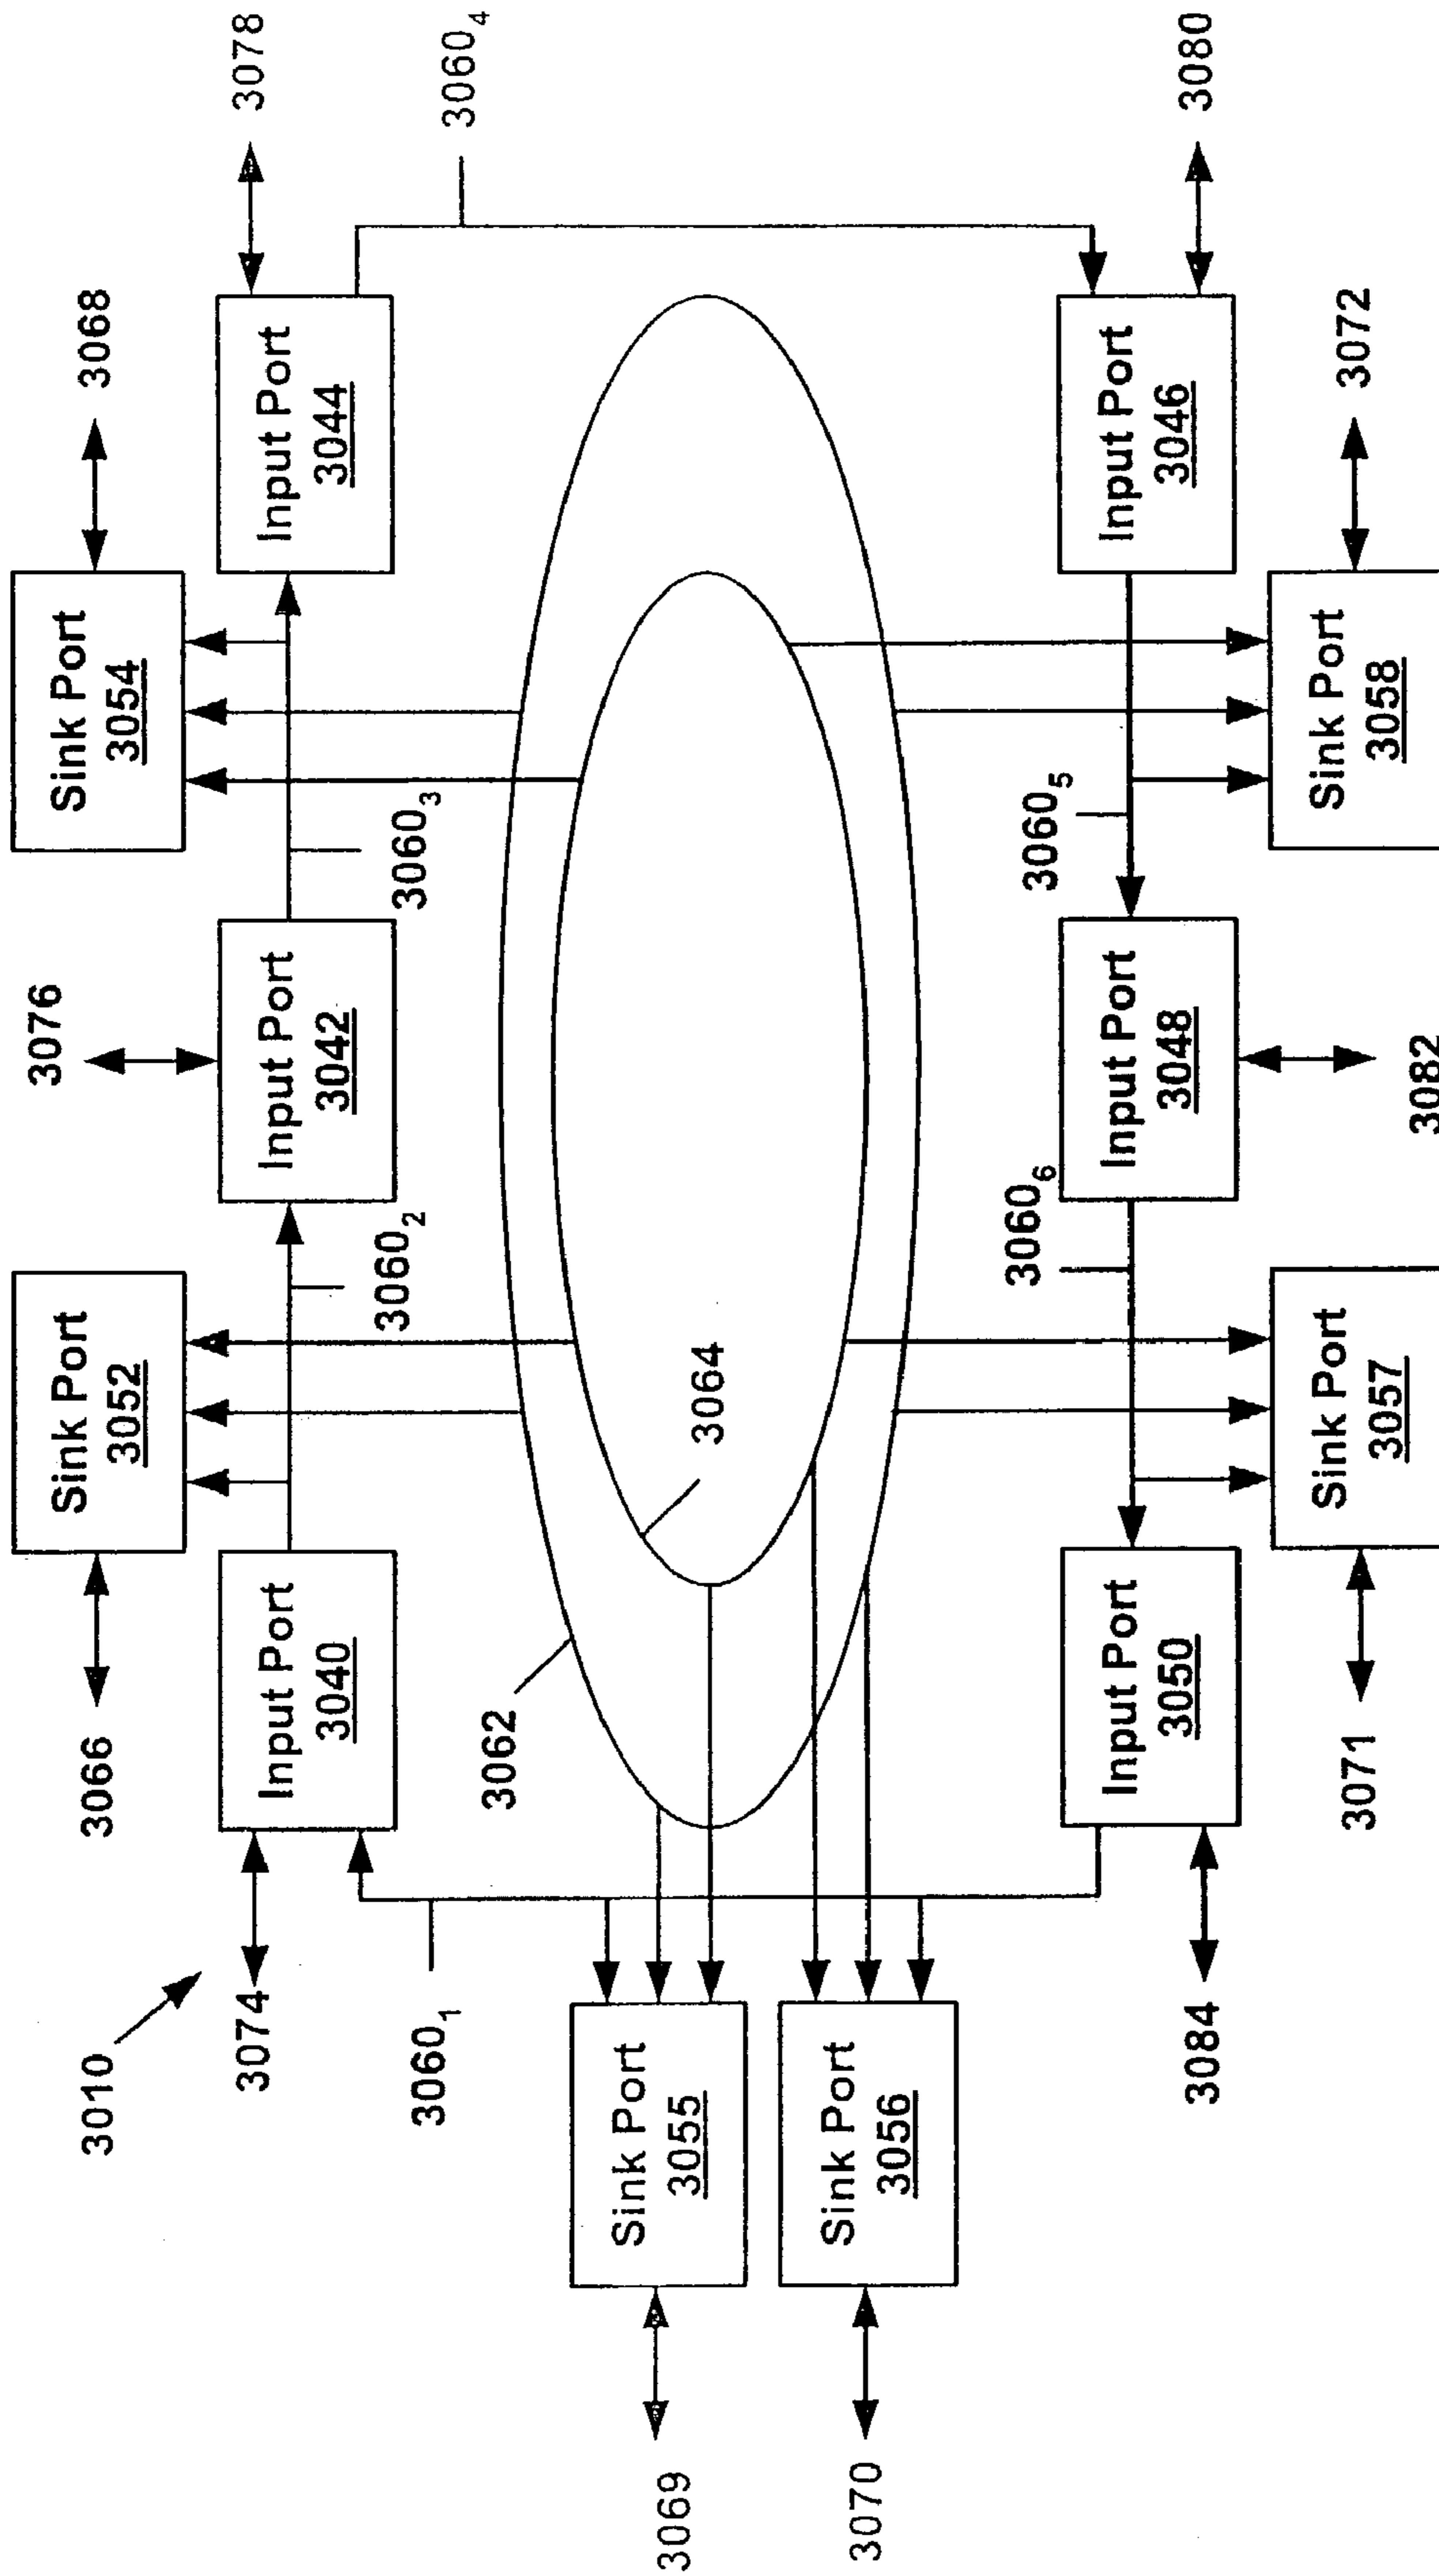 3010
3066
3076
3068
3078
3074
Sink Port
3052
Sink Port
3054
Input Port
3040
Input Port
3042
Input Port
3044
3060₁
3060₂
3060₃
3060₄
3062
3064
Sink Port
3055
3069
Sink Port
3056
3070
3060₆
3060₅
Input Port
3050
Input Port
3048
Input Port
3046
3084
3080
Sink Port
3057
Sink Port
3058
3071
3082
3072